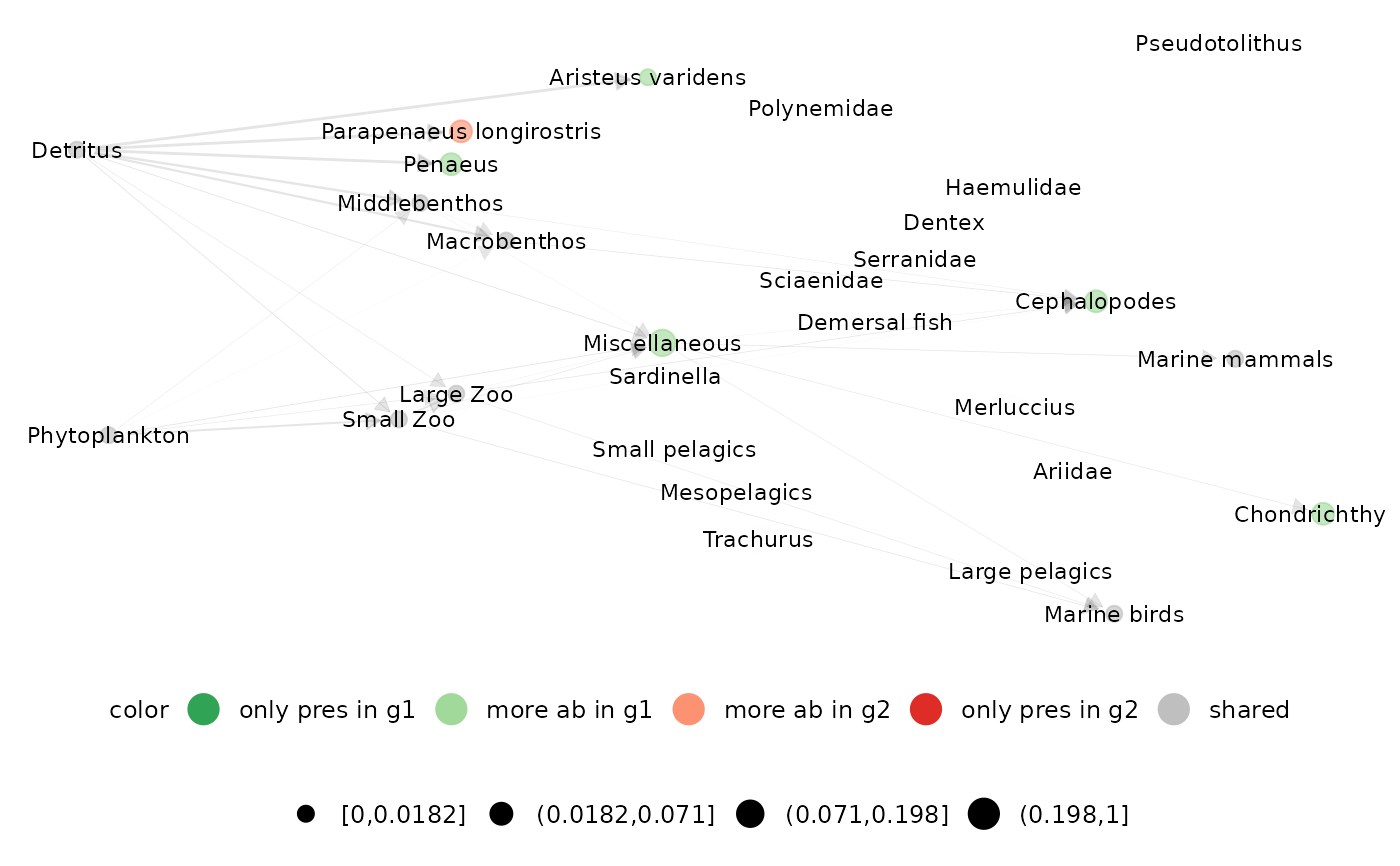 Pseudotolithus
Aristeus varidens
Polynemidae
Parapenaeus longirostris
Detritus
Penaeus
Haemulidae
Middlebenthos
Dentex
Macrobenthos
Serranidae
Sciaenidae
Cephalopodes
Demersal fish
Miscellaneous
Marine mammals
Sardinella
Large Zoo
Merluccius
Small Zoo
Phytoplankton
Small pelagics
Ariidae
Mesopelagics
Chondrichthy
Trachurus
Large pelagics
Marine birds
color only pres in g1 more ab in g1 more ab in g2 only pres in g2 shared
[0,0.0182] (0.0182,0.071] (0.071,0.198] (0.198,1]